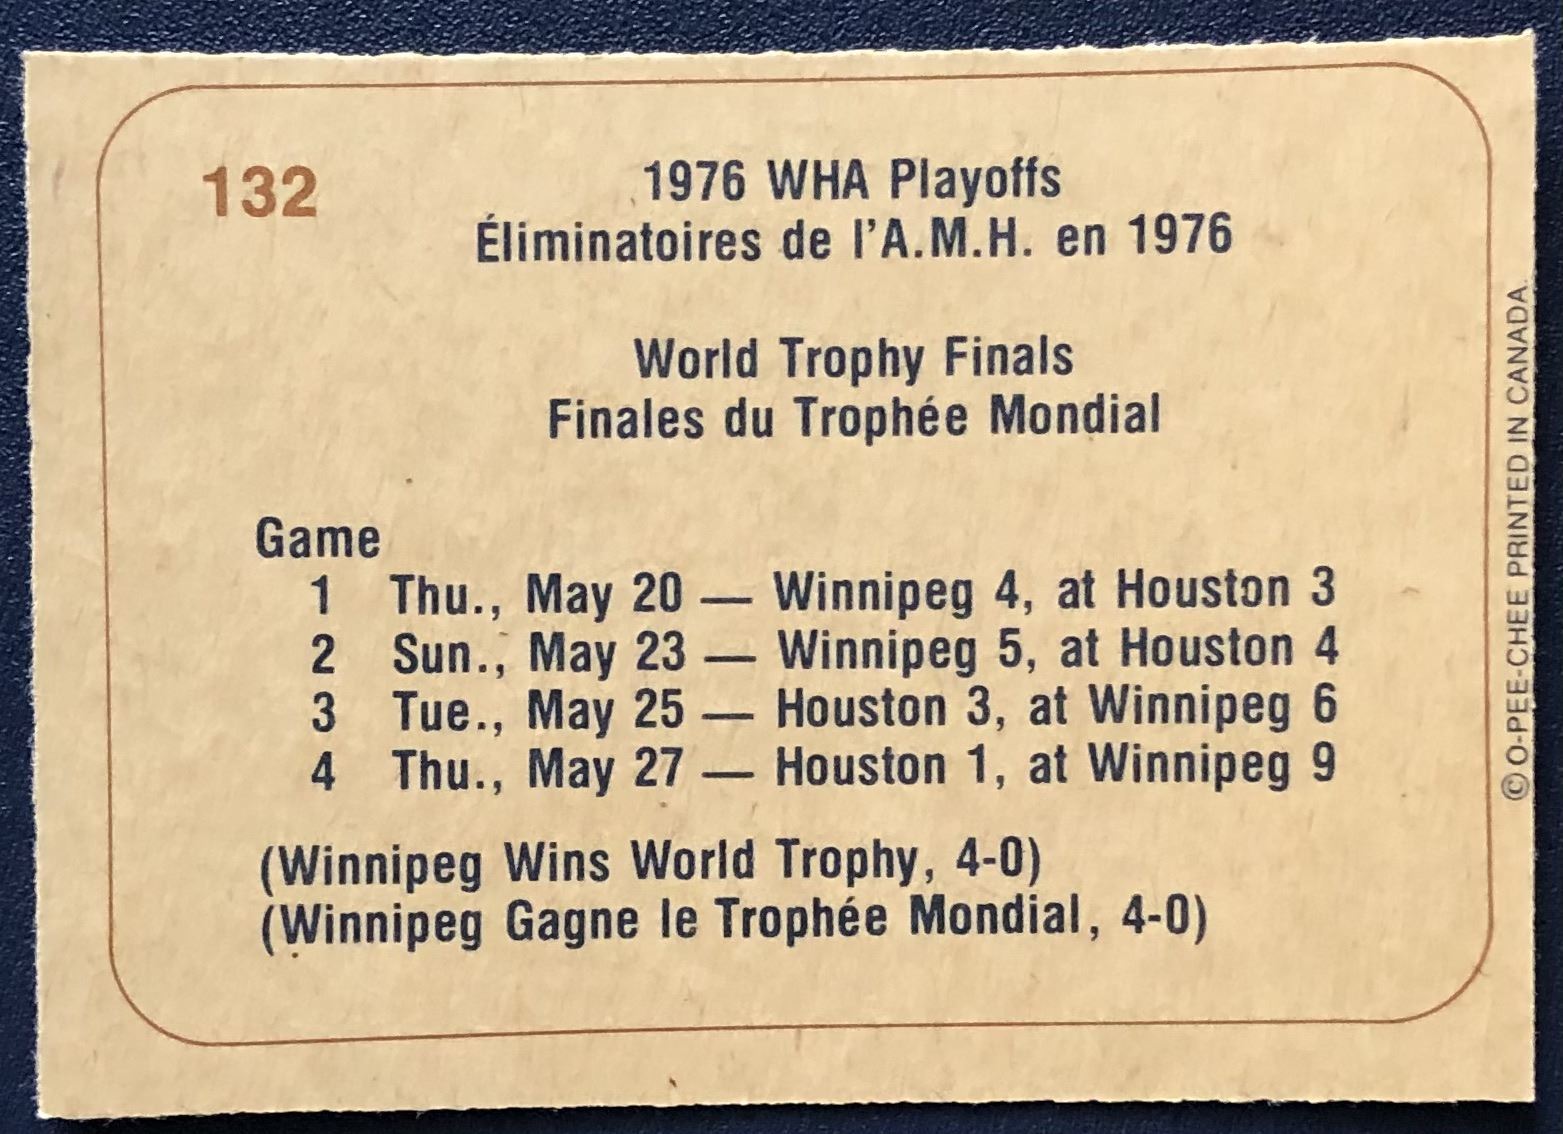 132
1976 WHA Playoffs
Éliminatoires de l'A.M.H. en 1976
World Trophy Finals
Finales du Trophée Mondial
Game
1 Thu., May 20 — Winnipeg 4, at Houston 3
2 Sun., May 23 — Winnipeg 5, at Houston 4
3 Tue., May 25 — Houston 3, at Winnipeg 6
4 Thu., May 27 — Houston 1, at Winnipeg 9
(Winnipeg Wins World Trophy, 4-0)
(Winnipeg Gagne le Trophée Mondial, 4-0)
© O-PEE-CHEE PRINTED IN CANADA.